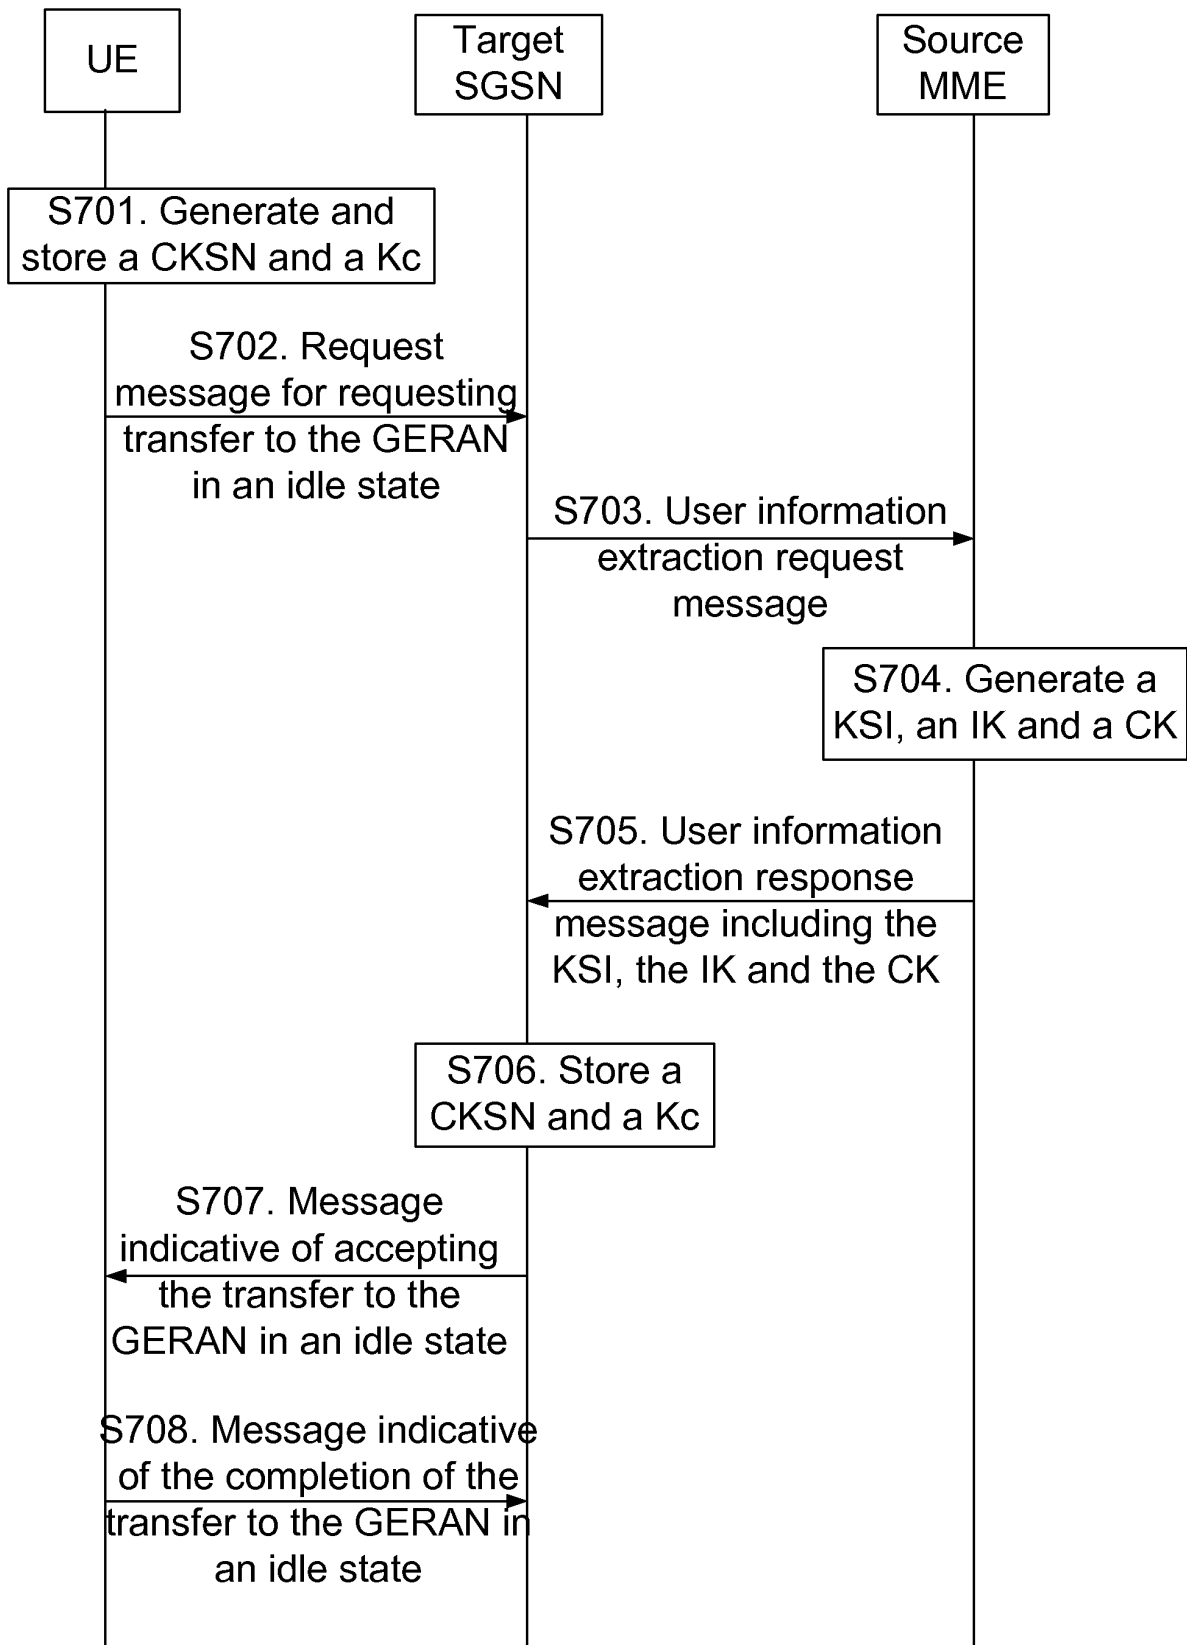 UE
Target
SGSN
Source
MME
S701. Generate and
store a CKSN and a Kc
S702. Request
message for requesting
transfer to the GERAN
in an idle state
S703. User information
extraction request
message
S704. Generate a
KSI, an IK and a CK
S705. User information
extraction response
message including the
KSI, the IK and the CK
S706. Store a
CKSN and a Kc
S707. Message
indicative of accepting
the transfer to the
GERAN in an idle state
S708. Message indicative
of the completion of the
transfer to the GERAN in
an idle state